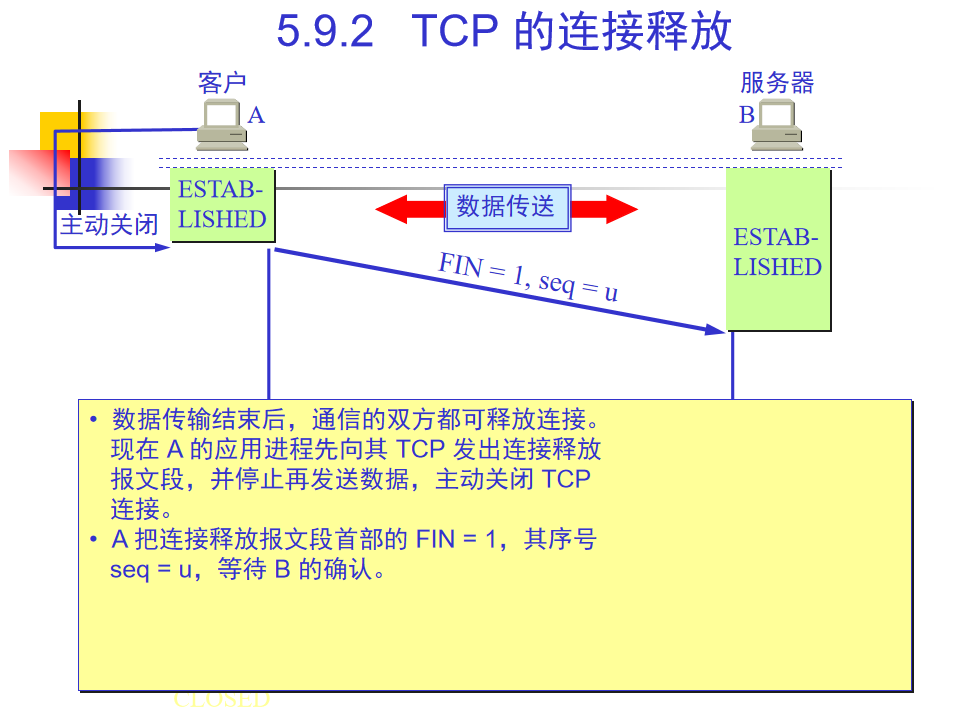 5.9.2 TCP 的连接释放
客户
服务器
A
B
ESTAB-
LISHED
数据传送
主动关闭
ESTAB-
LISHED
FIN = 1, seq = u
• 数据传输结束后，通信的双方都可释放连接。
现在 A 的应用进程先向其 TCP 发出连接释放
报文段，并停止再发送数据，主动关闭 TCP
连接。
• A 把连接释放报文段首部的 FIN = 1，其序号
seq = u，等待 B 的确认。
CLOSED